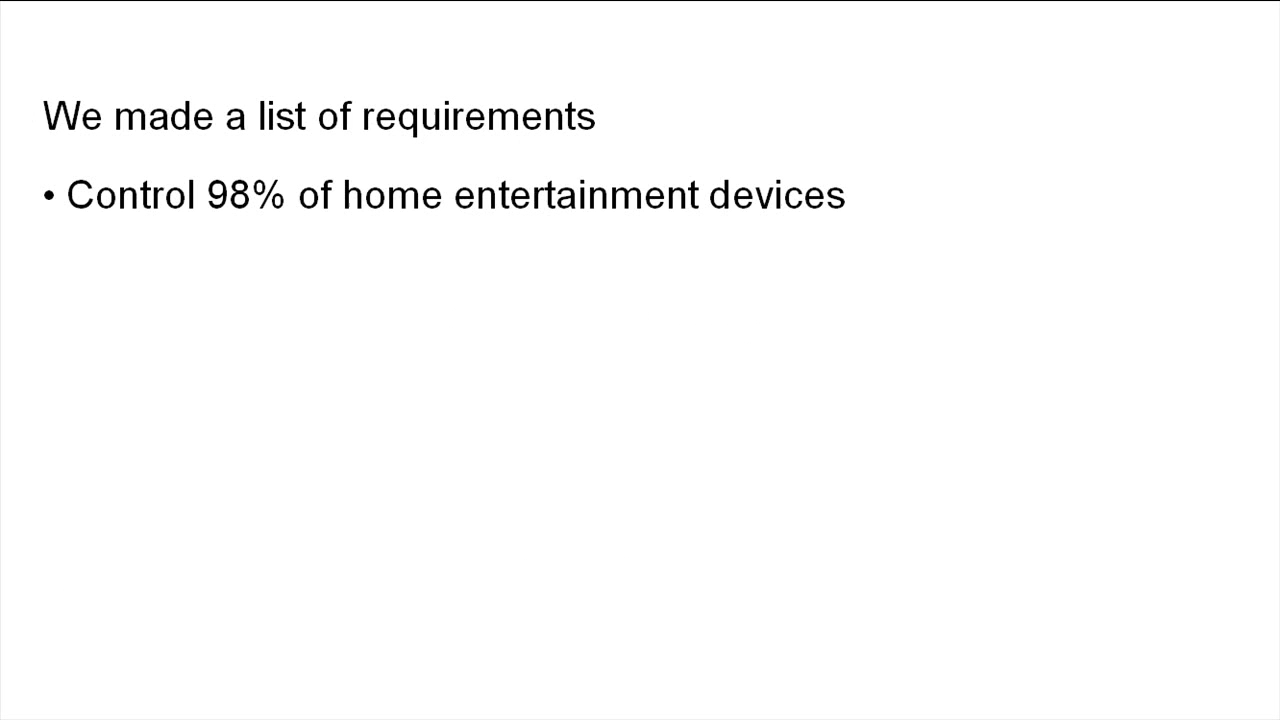 We made a list of requirements
• Control 98% of home entertainment devices